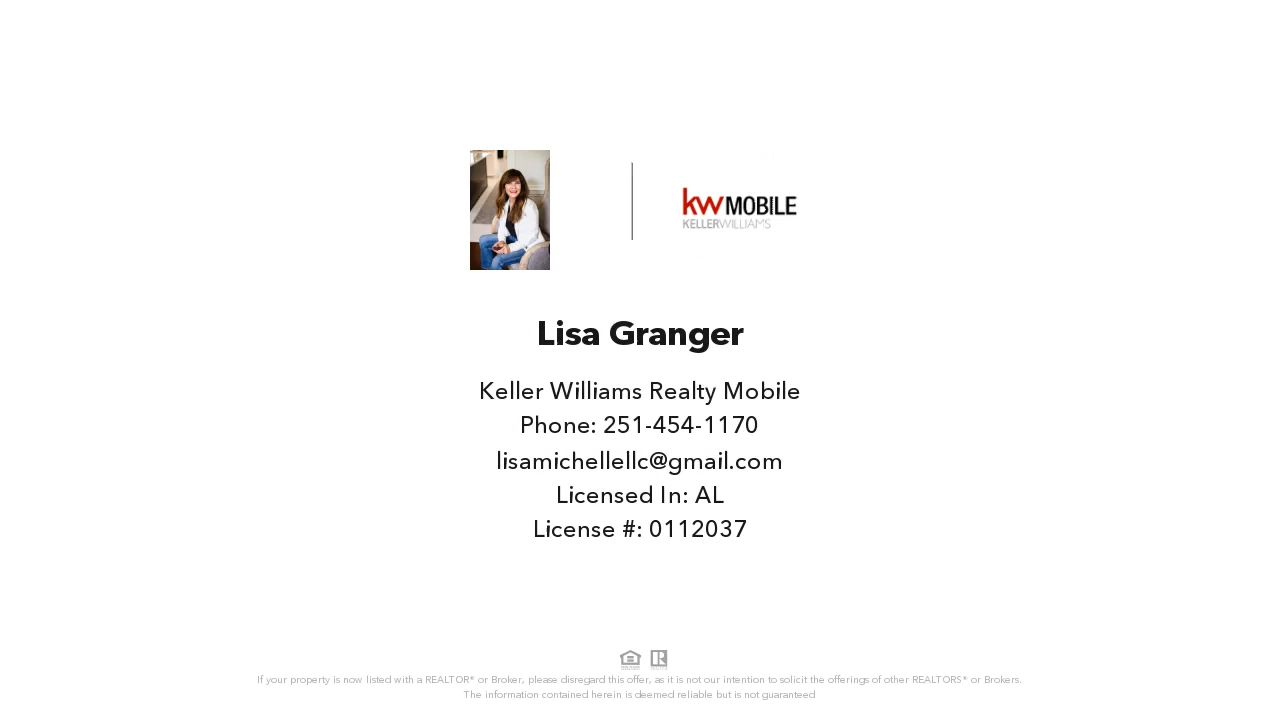 kw MOBILE
KELLERWILLIAMS
Lisa Granger
Keller Williams Realty Mobile
Phone: 251-454-1170
lisamichellellc@gmail.com
Licensed In: AL
License #: 0112037
If your property is now listed with a REALTOR® or Broker, please disregard this offer, as it is not our intention to solicit the offerings of other REALTORS® or Brokers.
The information contained herein is deemed reliable but is not guaranteed